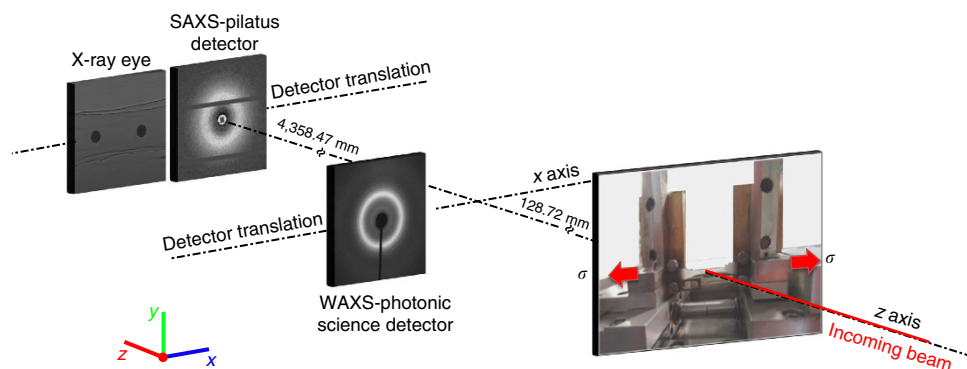 SAXS-pilatus
detector
X-ray eye
Detector translation
4,358.47 mm
x axis
128.72 mm
Detector translation
σ
σ
WAXS-photonic
science detector
z axis
Incoming beam
y
z
x